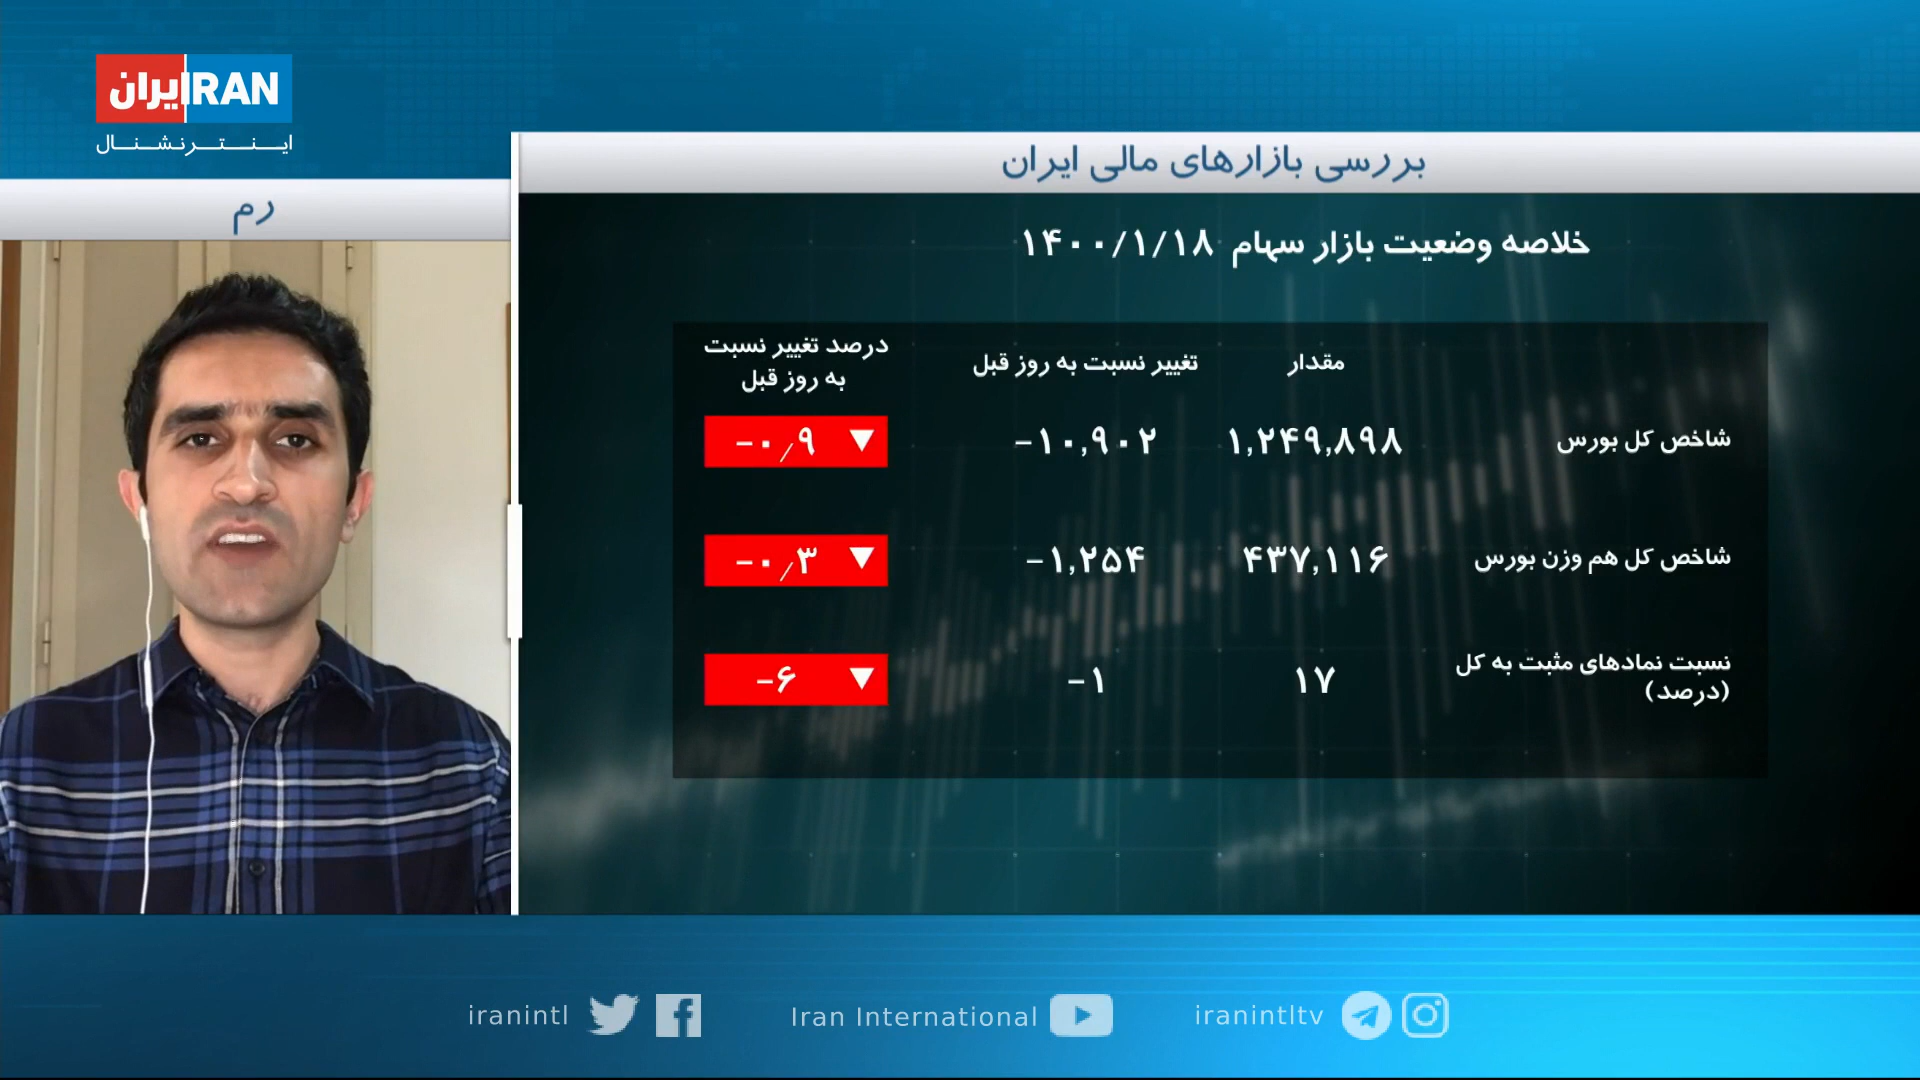 ایران IRAN
اینترنشنال
رم
بررسی بازارهای مالی ایران
خلاصه وضعیت بازار سهام ۱۴۰۰/۱/۱۸
مقدار تغییر نسبت به روز قبل درصد تغییر نسبت به روز قبل
شاخص کل بورس ۱,۲۴۹,۸۹۸ -۱۰,۹۰۲ ▼ -۰٫۹
شاخص کل هم وزن بورس ۴۳۷,۱۱۶ -۱,۲۵۴ ▼ -۰٫۳
نسبت نمادهای مثبت به کل
(درصد) ۱۷ -۱ ▼ -۶
iranintl Iran International iranintltv